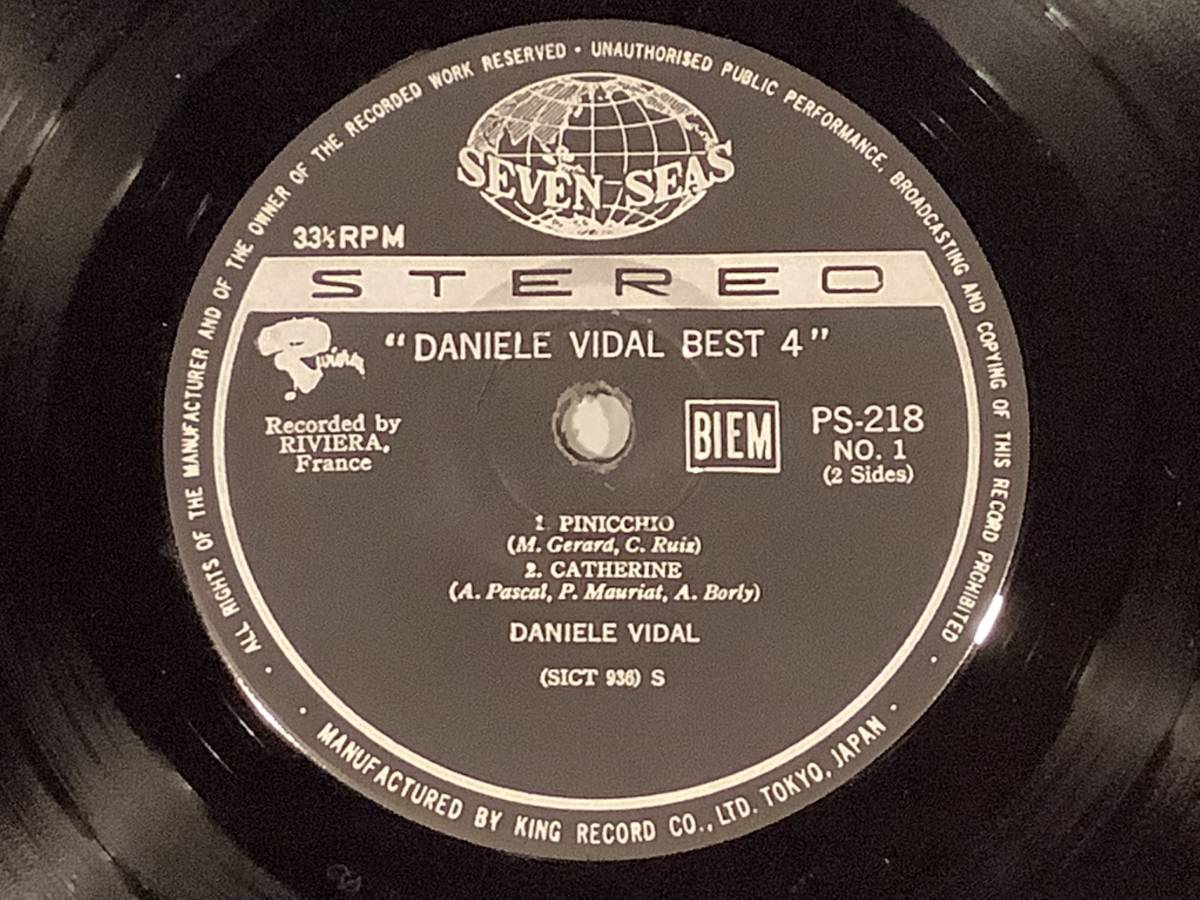 · ALL RIGHTS OF THE MANUFACTURER AND OF THE OWNER OF THE RECORDED WORK RESERVED · UNAUTHORISED PUBLIC PERFORMANCE, BROADCASTING AND COPYING OF THIS RECORD PROHIBITED ·
SEVEN SEAS
33⅓ RPM
STEREO
Riviera
“DANIELE VIDAL BEST 4”
Recorded by
RIVIERA,
France
BIEM
PS-218
NO. 1
(2 Sides)
1. PINICCHIO
(M. Gerard, C. Ruiz)
2. CATHERINE
(A. Pascal, P. Mauriat, A. Borly)
DANIELE VIDAL
(SICT 936) S
· MANUFACTURED BY KING RECORD CO., LTD. TOKYO, JAPAN ·